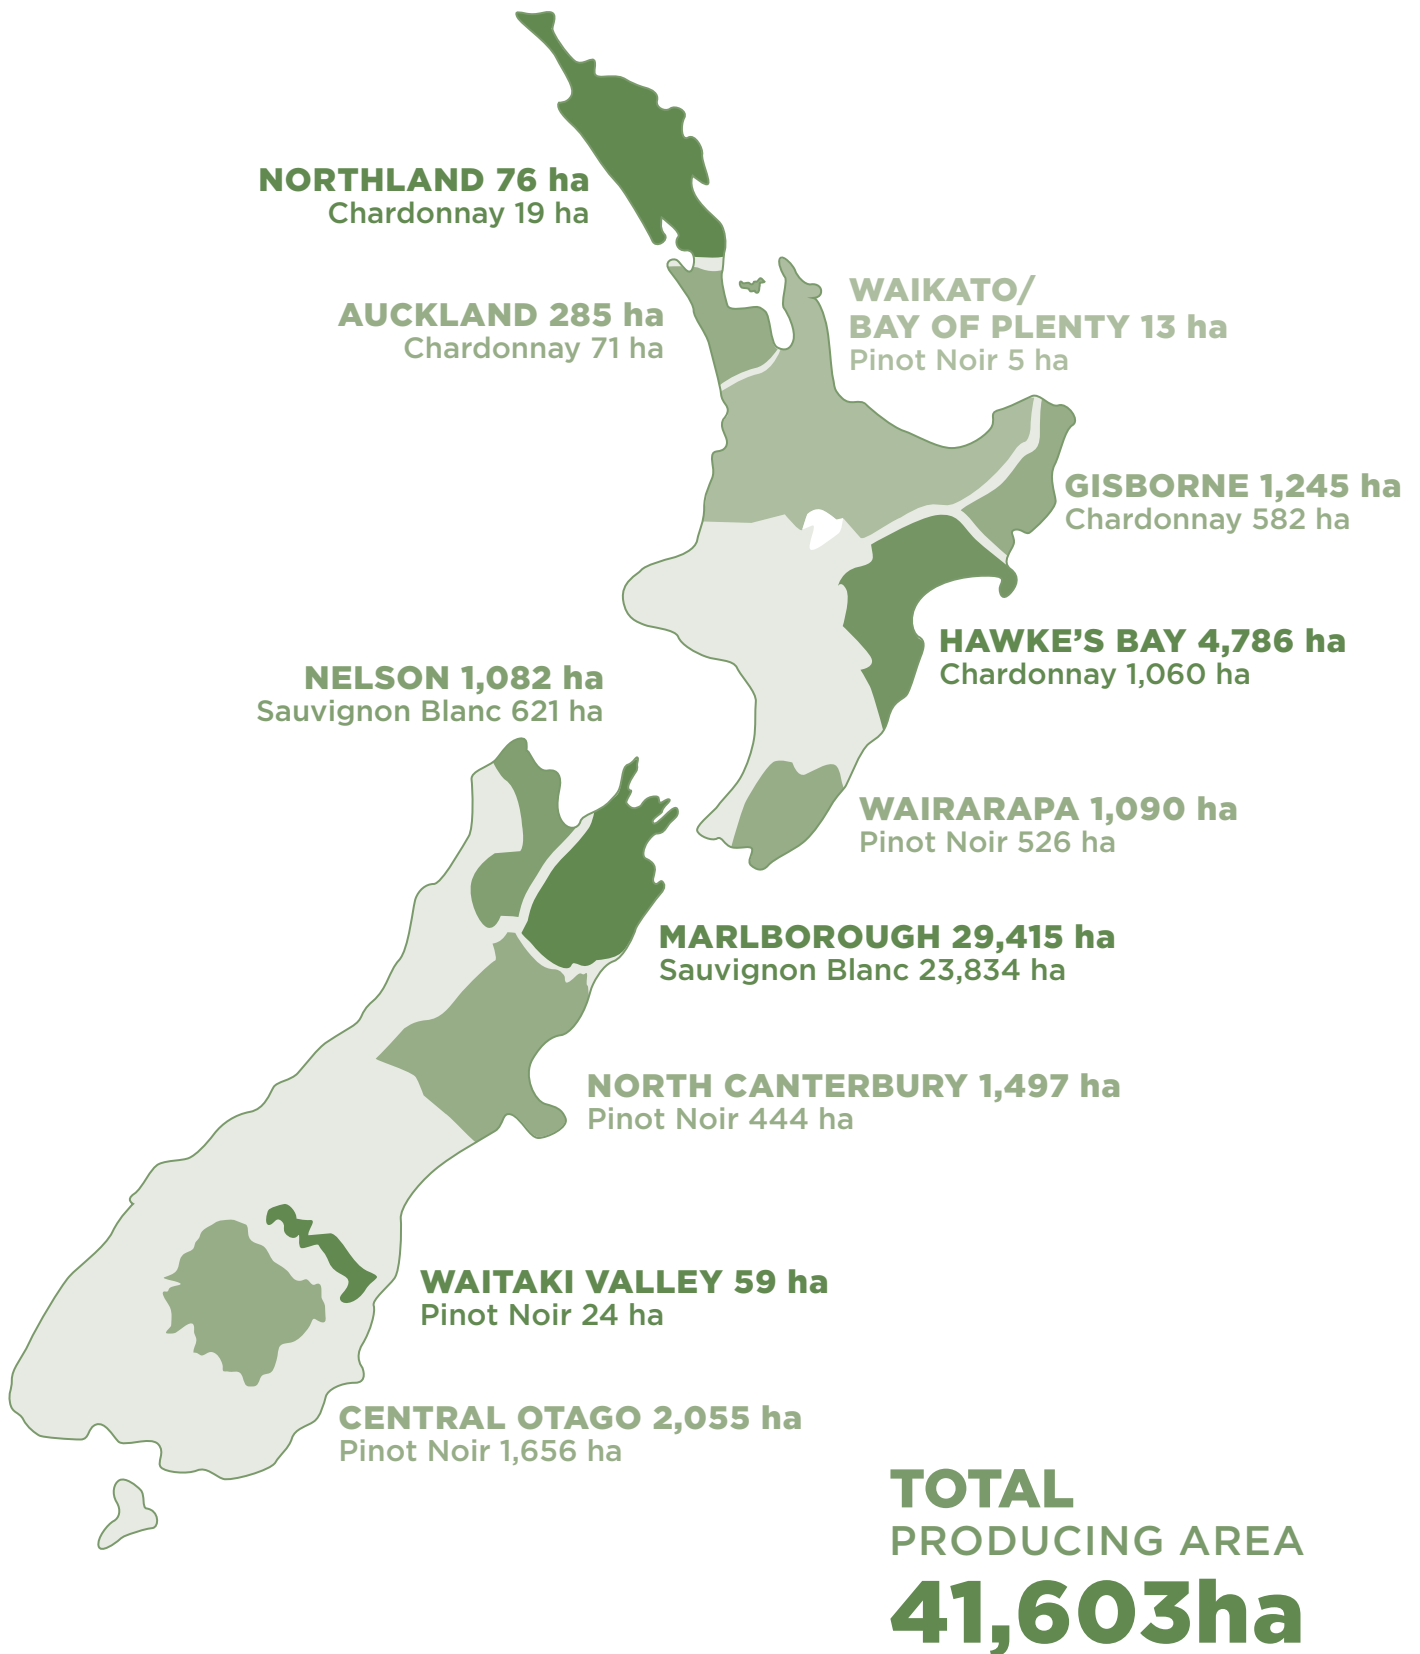 NORTHLAND 76 ha
Chardonnay 19 ha
AUCKLAND 285 ha
Chardonnay 71 ha
WAIKATO/
BAY OF PLENTY 13 ha
Pinot Noir 5 ha
GISBORNE 1,245 ha
Chardonnay 582 ha
HAWKE’S BAY 4,786 ha
Chardonnay 1,060 ha
NELSON 1,082 ha
Sauvignon Blanc 621 ha
WAIRARAPA 1,090 ha
Pinot Noir 526 ha
MARLBOROUGH 29,415 ha
Sauvignon Blanc 23,834 ha
NORTH CANTERBURY 1,497 ha
Pinot Noir 444 ha
WAITAKI VALLEY 59 ha
Pinot Noir 24 ha
CENTRAL OTAGO 2,055 ha
Pinot Noir 1,656 ha
TOTAL
PRODUCING AREA
41,603ha